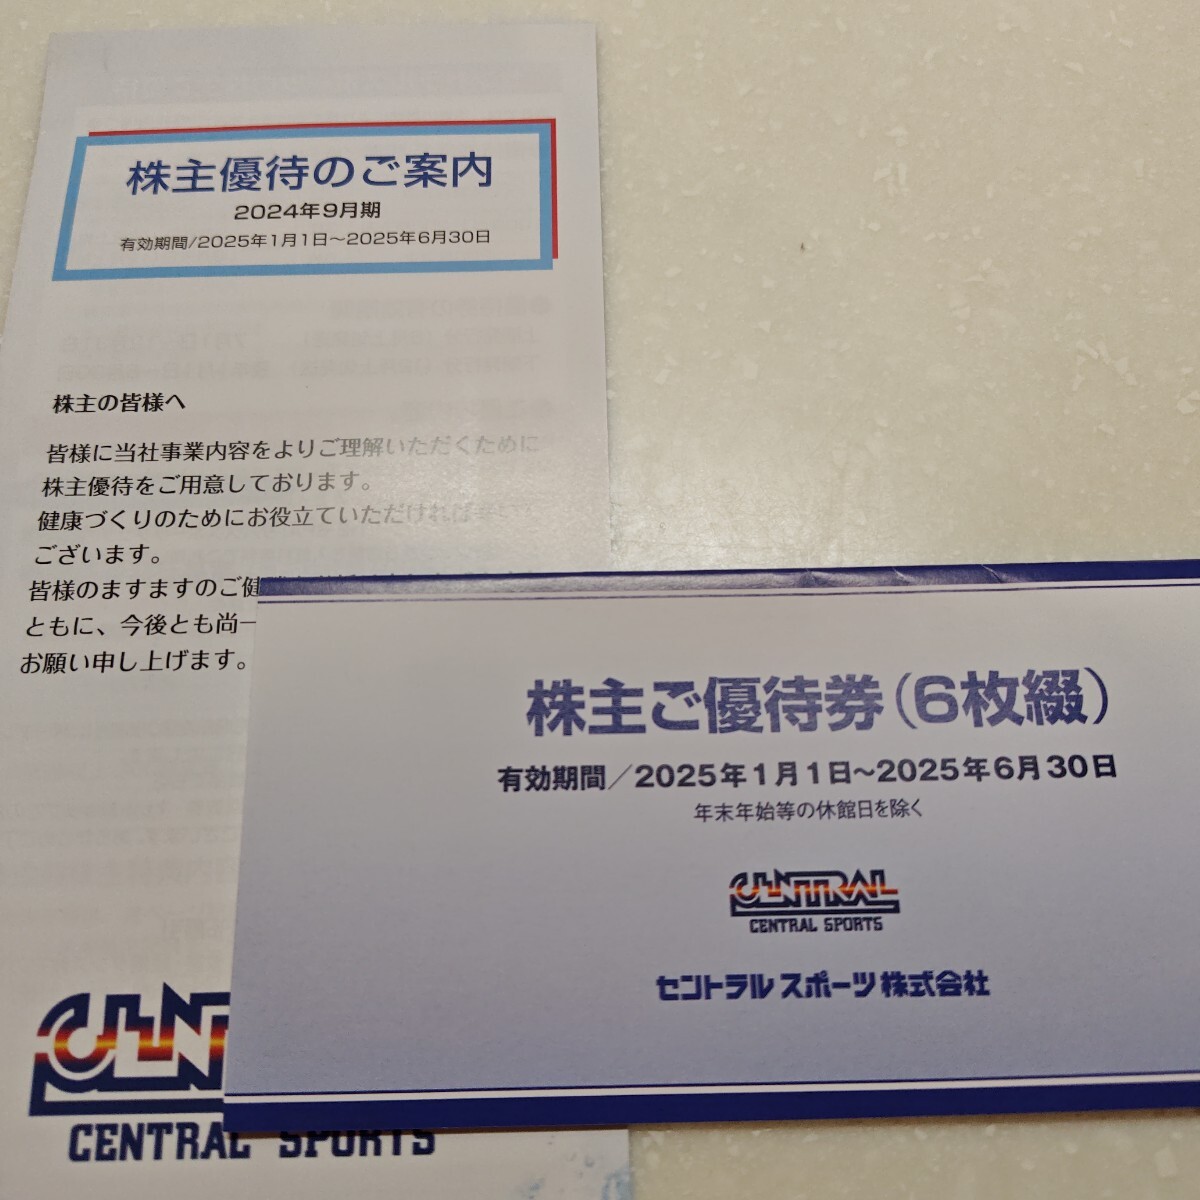 株主優待のご案内
2024年9月期
有効期間/2025年1月1日～2025年6月30日
株主の皆様へ
皆様に当社事業内容をよりご理解いただくために
株主優待をご用意しております。
健康づくりのためにお役立ていただければ幸いで
ございます。
皆様のますますのご健
ともに、今後とも尚一
お願い申し上げます。
CENTRAL SPORTS
株主ご優待券（6枚綴）
有効期間／2025年1月1日～2025年6月30日
年末年始等の休館日を除く
CENTRAL
CENTRAL SPORTS
セントラルスポーツ株式会社